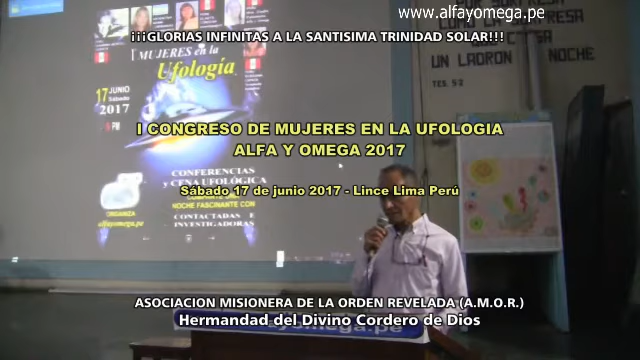 www.alfayomega.pe
¡¡¡GLORIAS INFINITAS A LA SANTISIMA TRINIDAD SOLAR!!!
UN LADRON NOCHE
TES. 5/2
MUJERES en la
Ufología
17 JUNIO
Sábado
2017
PM
I CONGRESO DE MUJERES EN LA UFOLOGIA
ALFA Y OMEGA 2017
CONFERENCIAS
Y CENA UFOLÓGICA
Sábado 17 de junio 2017 - Lince Lima Perú
NOCHE FASCINANTE CON
ORGANIZA
CONTACTADAS E
alfayomega.pe
INVESTIGADORAS
ASOCIACION MISIONERA DE LA ORDEN REVELADA (A.M.O.R.)
Hermandad del Divino Cordero de Dios